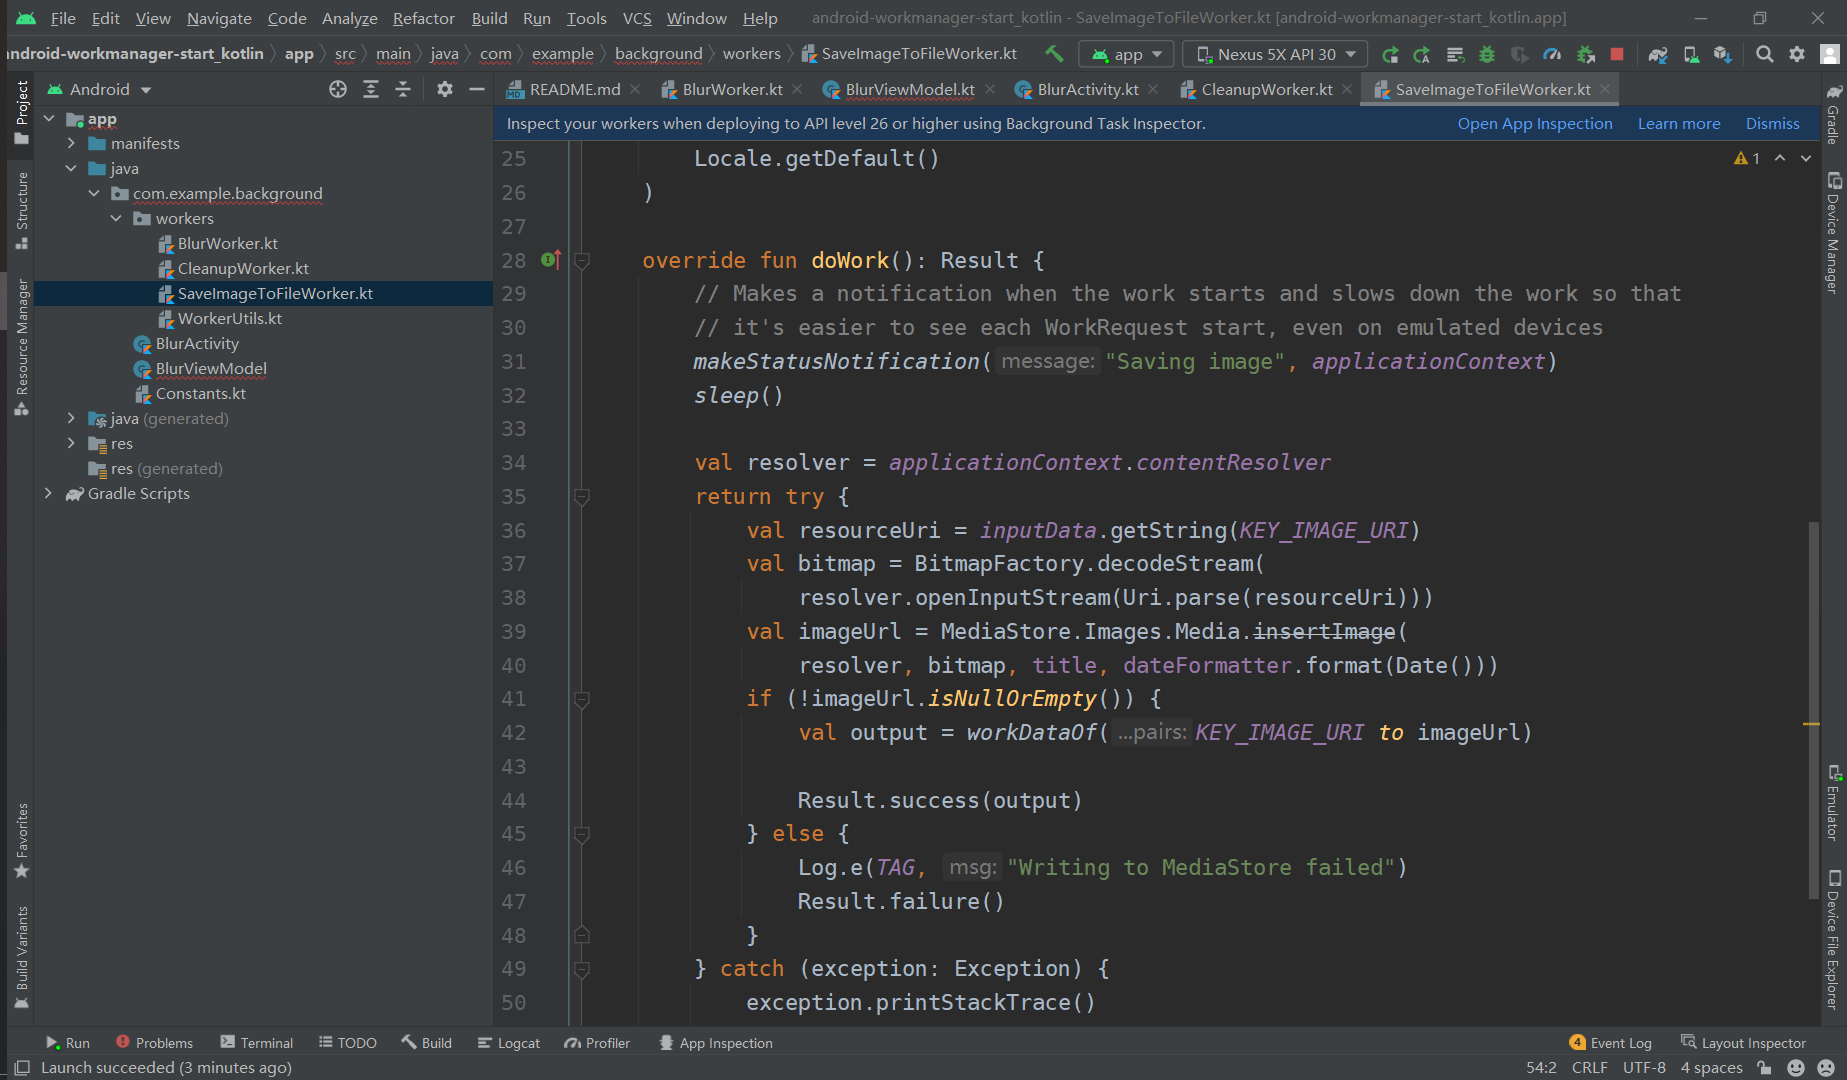 File Edit View Navigate Code Analyze Refactor Build Run Tools VCS Window Help android-workmanager-start_kotlin - SaveImageToFileWorker.kt [android-workmanager-start_kotlin.app]
android-workmanager-start_kotlin app src main java com example background workers SaveImageToFileWorker.kt app Nexus 5X API 30
Android
README.md BlurWorker.kt BlurViewModel.kt BlurActivity.kt CleanupWorker.kt SaveImageToFileWorker.kt
Inspect your workers when deploying to API level 26 or higher using Background Task Inspector. Open App Inspection Learn more Dismiss
app
manifests
java
com.example.background
workers
BlurWorker.kt
CleanupWorker.kt
SaveImageToFileWorker.kt
WorkerUtils.kt
BlurActivity
BlurViewModel
Constants.kt
java (generated)
res
res (generated)
Gradle Scripts
Project
Structure
Resource Manager
Favorites
Build Variants
1
25 Locale.getDefault()
26 )
27
28 override fun doWork(): Result {
29 // Makes a notification when the work starts and slows down the work so that
30 // it's easier to see each WorkRequest start, even on emulated devices
31 makeStatusNotification( message: "Saving image", applicationContext)
32 sleep()
33
34 val resolver = applicationContext.contentResolver
35 return try {
36 val resourceUri = inputData.getString(KEY_IMAGE_URI)
37 val bitmap = BitmapFactory.decodeStream(
38 resolver.openInputStream(Uri.parse(resourceUri)))
39 val imageUrl = MediaStore.Images.Media.insertImage(
40 resolver, bitmap, title, dateFormatter.format(Date()))
41 if (!imageUrl.isNullOrEmpty()) {
42 val output = workDataOf( ...pairs: KEY_IMAGE_URI to imageUrl)
43
44 Result.success(output)
45 } else {
46 Log.e(TAG, msg: "Writing to MediaStore failed")
47 Result.failure()
48 }
49 } catch (exception: Exception) {
50 exception.printStackTrace()
Gradle
Device Manager
Emulator
Device File Explorer
Run Problems Terminal TODO Build Logcat Profiler App Inspection 4 Event Log Layout Inspector
Launch succeeded (3 minutes ago) 54:2 CRLF UTF-8 4 spaces